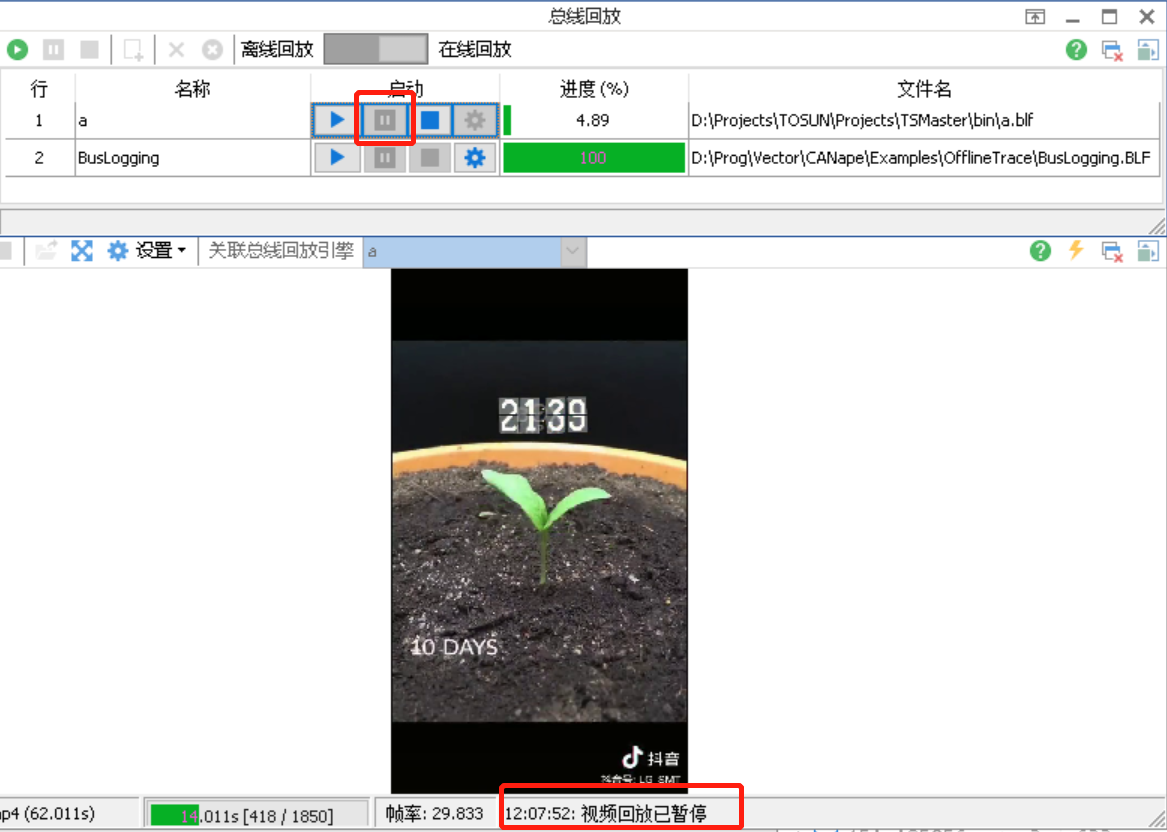 总线回放
离线回放 在线回放
行 名称 启动 进度(%) 文件名
1 a 4.89 D:\Projects\TOSUN\Projects\TSMaster\bin\a.blf
2 BusLogging 100 D:\Prog\Vector\CANape\Examples\OfflineTrace\BusLogging.BLF
设置 关联总线回放引擎 a
21:39
10 DAYS
抖音
抖音号: LG_SMT
p4 (62.011s) 14.011s [418 / 1850] 帧率: 29.833 12:07:52: 视频回放已暂停